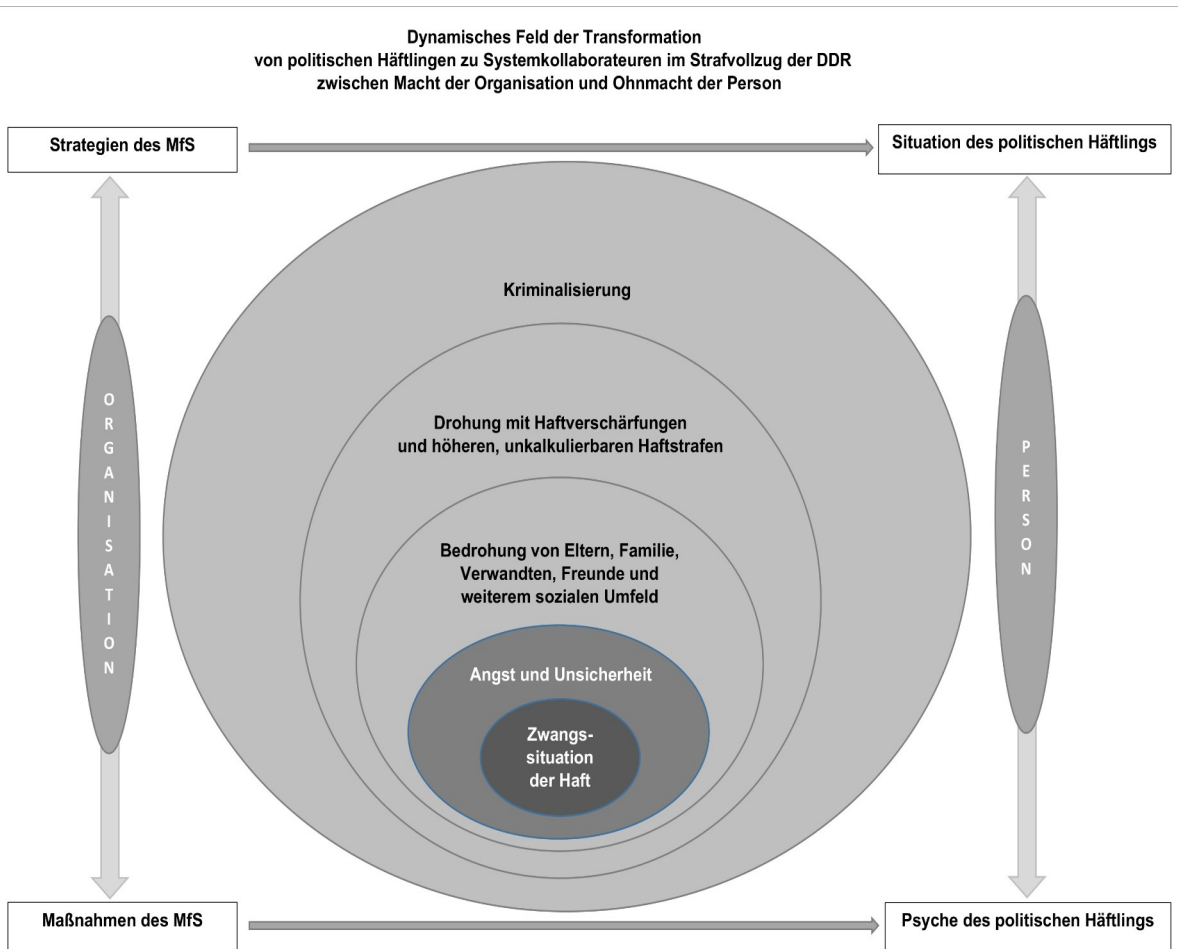 Dynamisches Feld der Transformation
von politischen Häftlingen zu Systemkollaborateuren im Strafvollzug der DDR
zwischen Macht der Organisation und Ohnmacht der Person
Strategien des MfS
Situation des politischen Häftlings
Kriminalisierung
ORGANISATION
Drohung mit Haftverschärfungen
und höheren, unkalkulierbaren Haftstrafen
PERSON
Bedrohung von Eltern, Familie,
Verwandten, Freunde und
weiterem sozialen Umfeld
Angst und Unsicherheit
Zwangs-
situation
der Haft
Maßnahmen des MfS
Psyche des politischen Häftlings